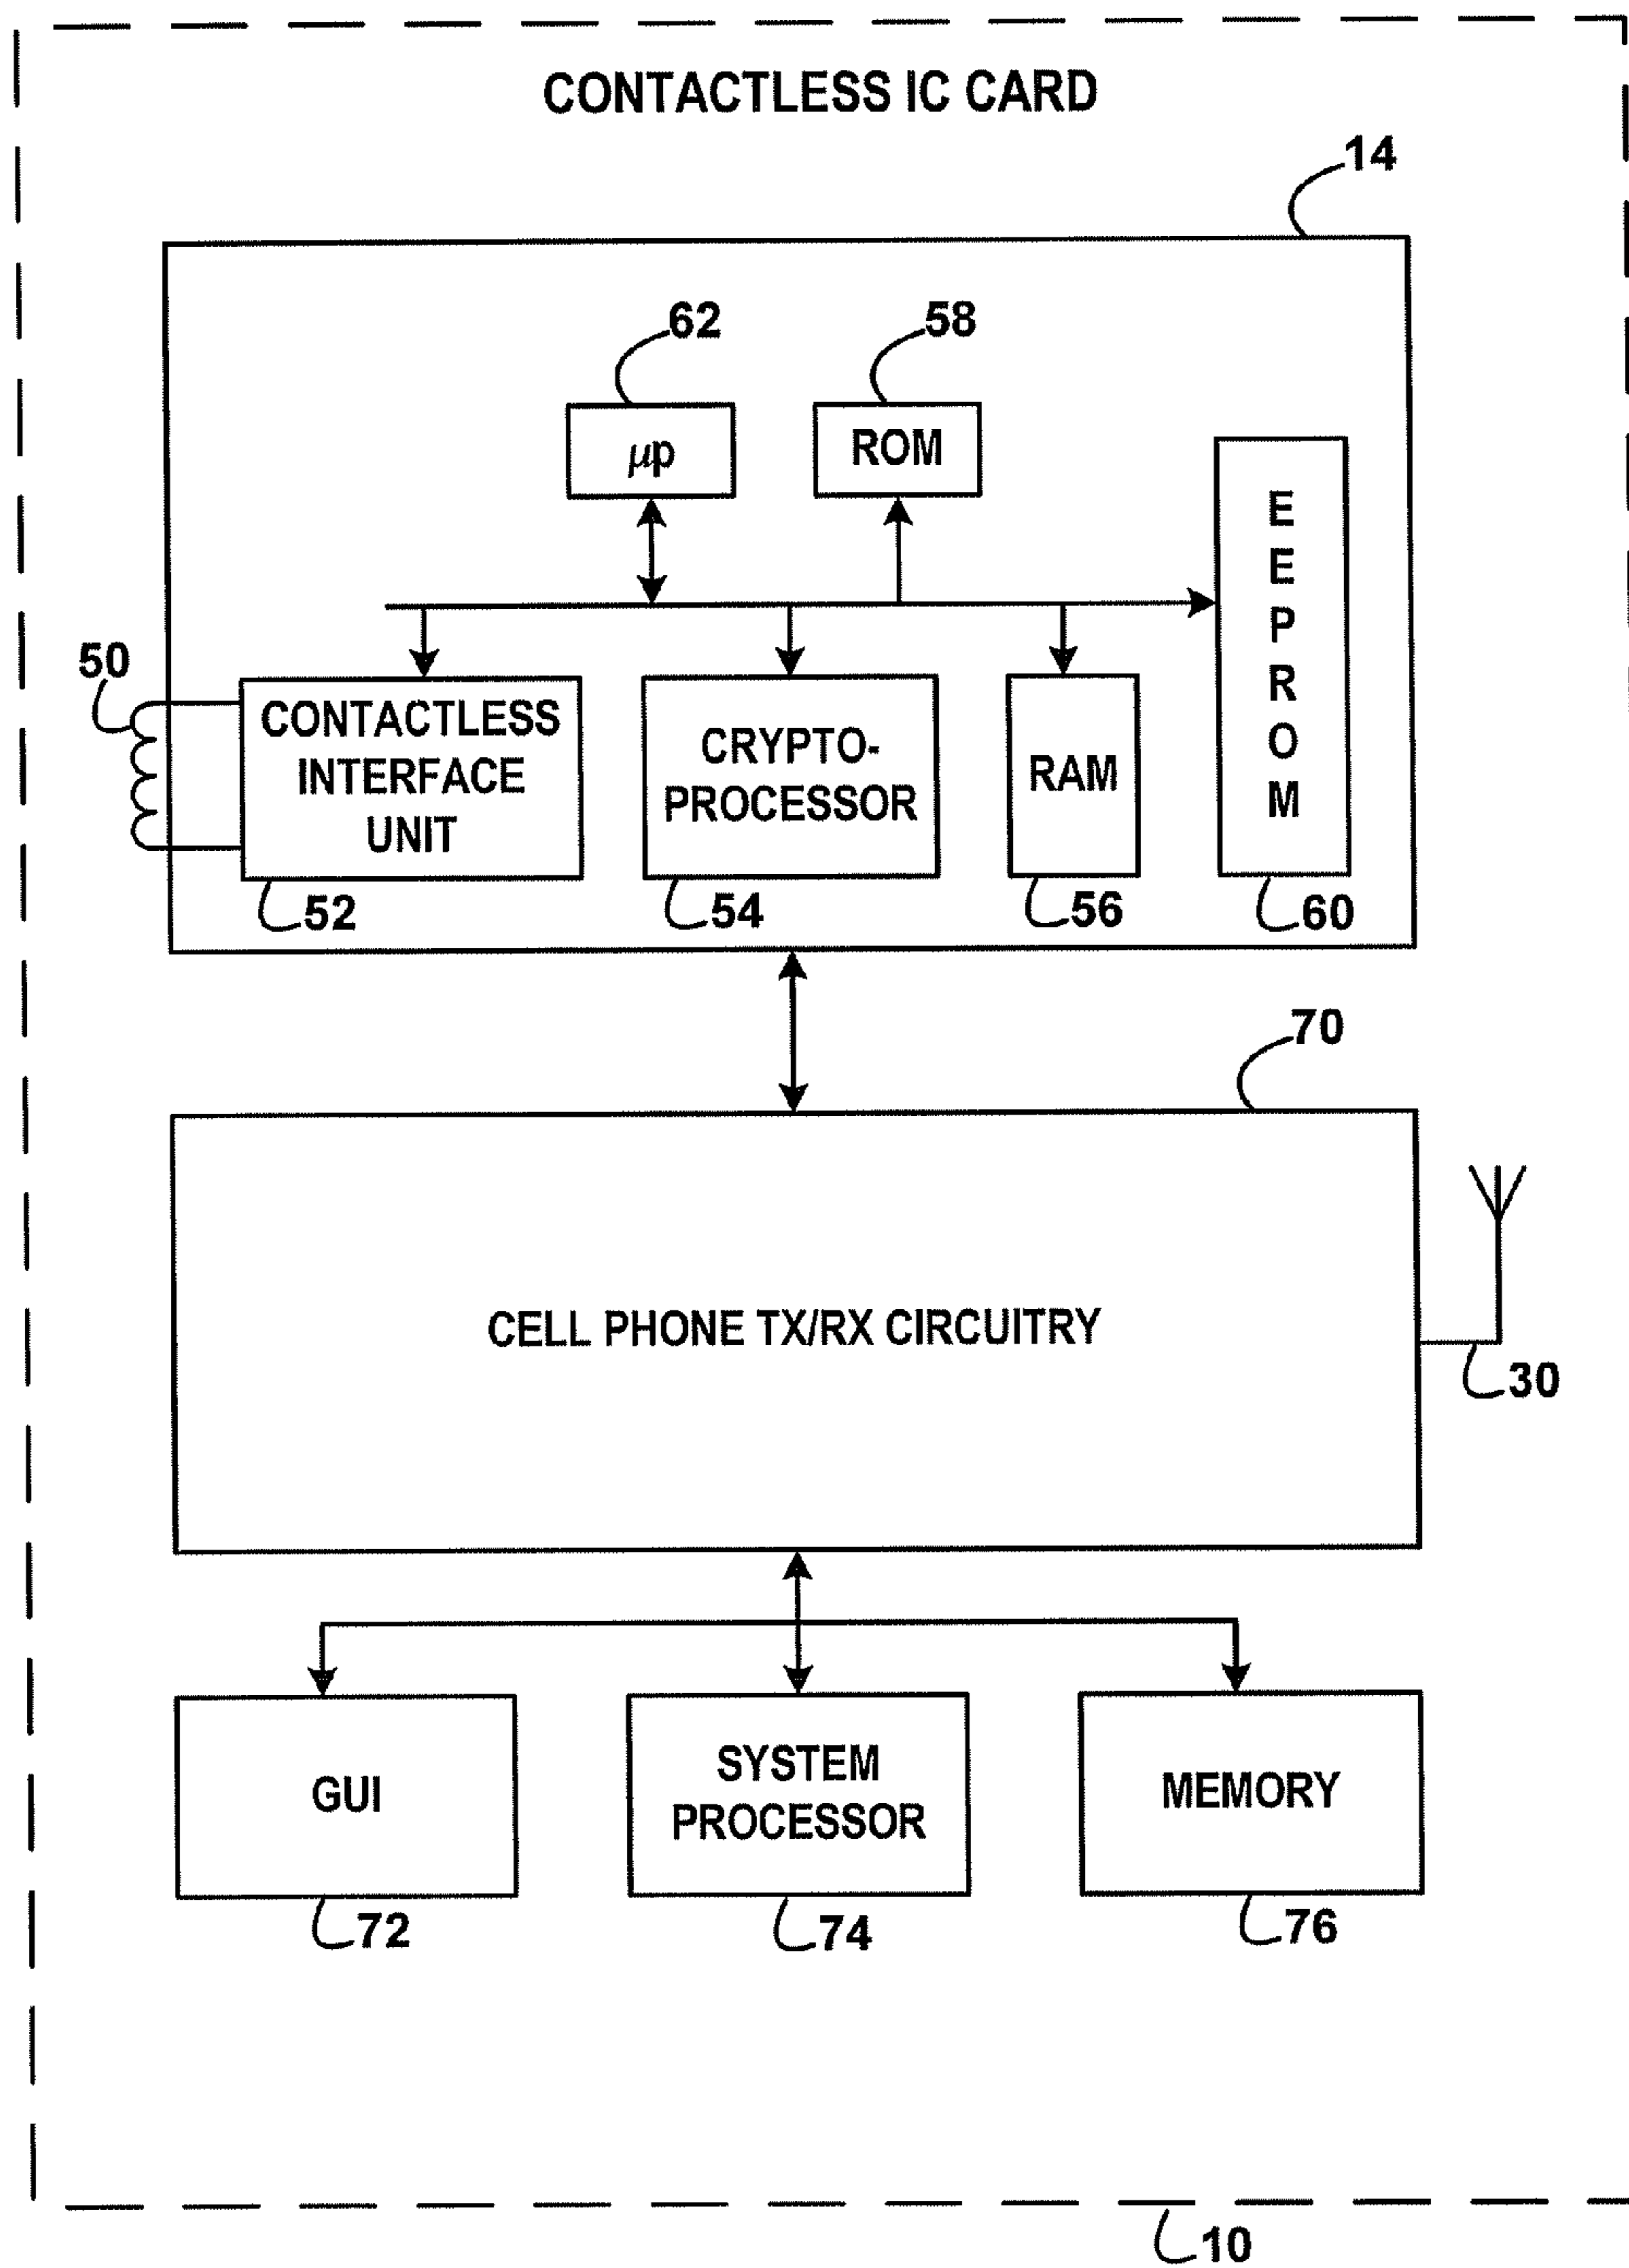 CONTACTLESS IC CARD
14
62
58
μp
ROM
E
E
P
R
O
M
50
CONTACTLESS
INTERFACE
UNIT
CRYPTO-
PROCESSOR
RAM
52
54
56
60
70
CELL PHONE TX/RX CIRCUITRY
30
GUI
SYSTEM
PROCESSOR
MEMORY
72
74
76
10